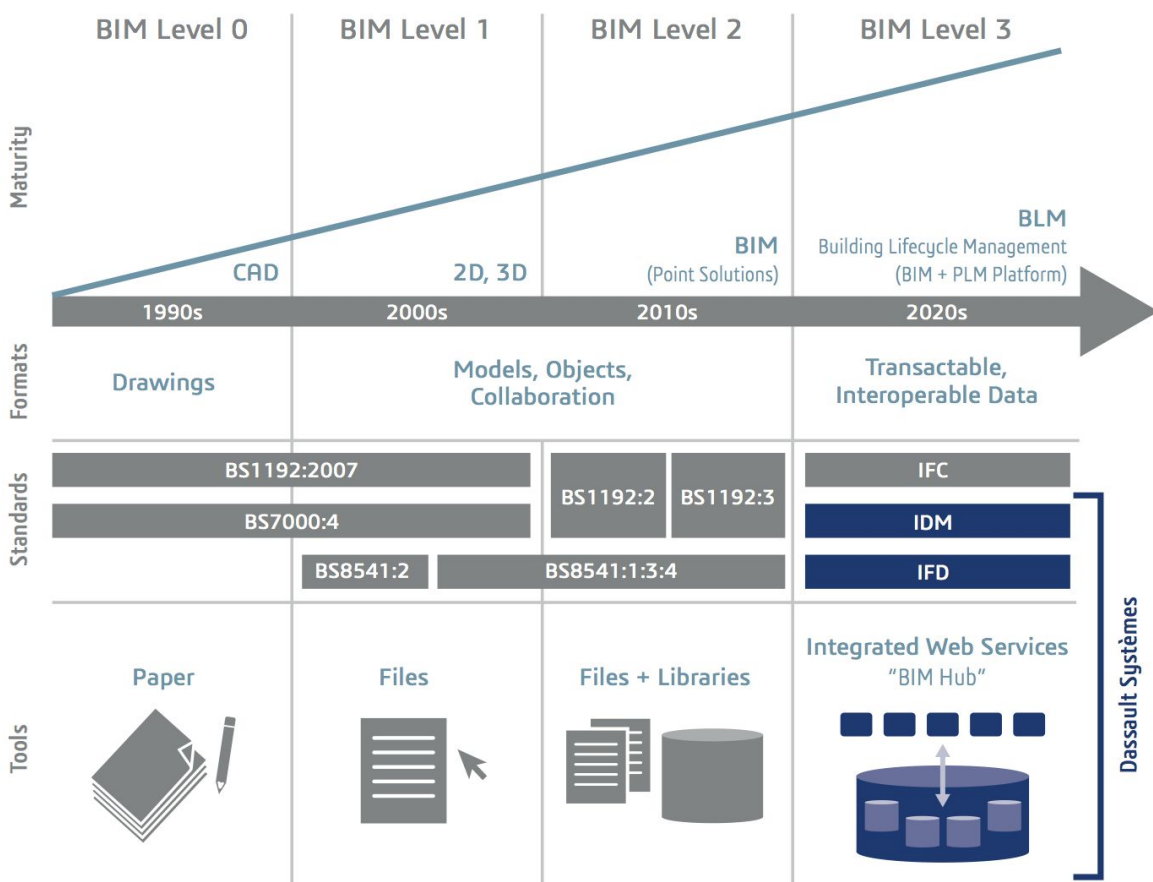 BIM Level 0
BIM Level 1
BIM Level 2
BIM Level 3
Maturity
CAD
2D, 3D
BIM
(Point Solutions)
BLM
Building Lifecycle Management
(BIM + PLM Platform)
1990s
2000s
2010s
2020s
Formats
Drawings
Models, Objects,
Collaboration
Transactable,
Interoperable Data
Standards
BS1192:2007
BS1192:2
BS1192:3
IFC
BS7000:4
IDM
BS8541:2
BS8541:1:3:4
IFD
Dassault Systèmes
Tools
Paper
Files
Files + Libraries
Integrated Web Services
“BIM Hub”